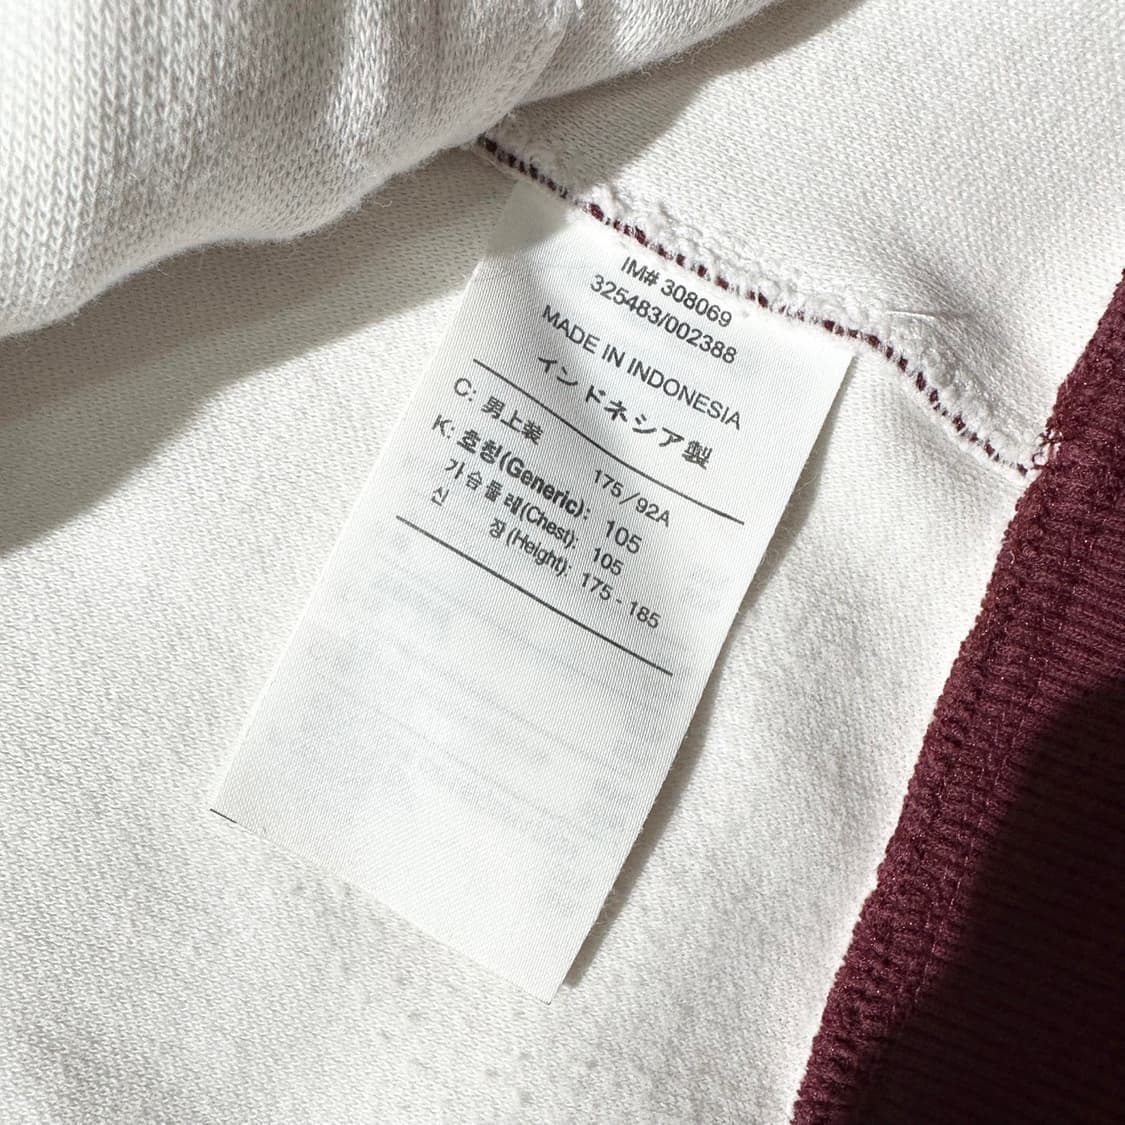 IM# 308069
325483/002388
MADE IN INDONESIA
インドネシア製
C: 男上装 175/92A
K: 호칭(Generic): 105
가슴둘레(Chest): 105
신 장(Height): 175 - 185